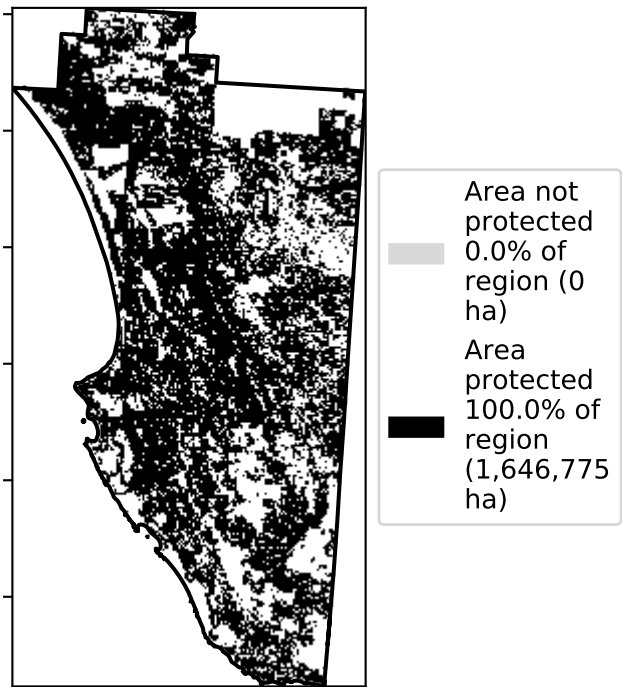 Area not
protected
0.0% of
region (0
ha)
Area
protected
100.0% of
region
(1,646,775
ha)